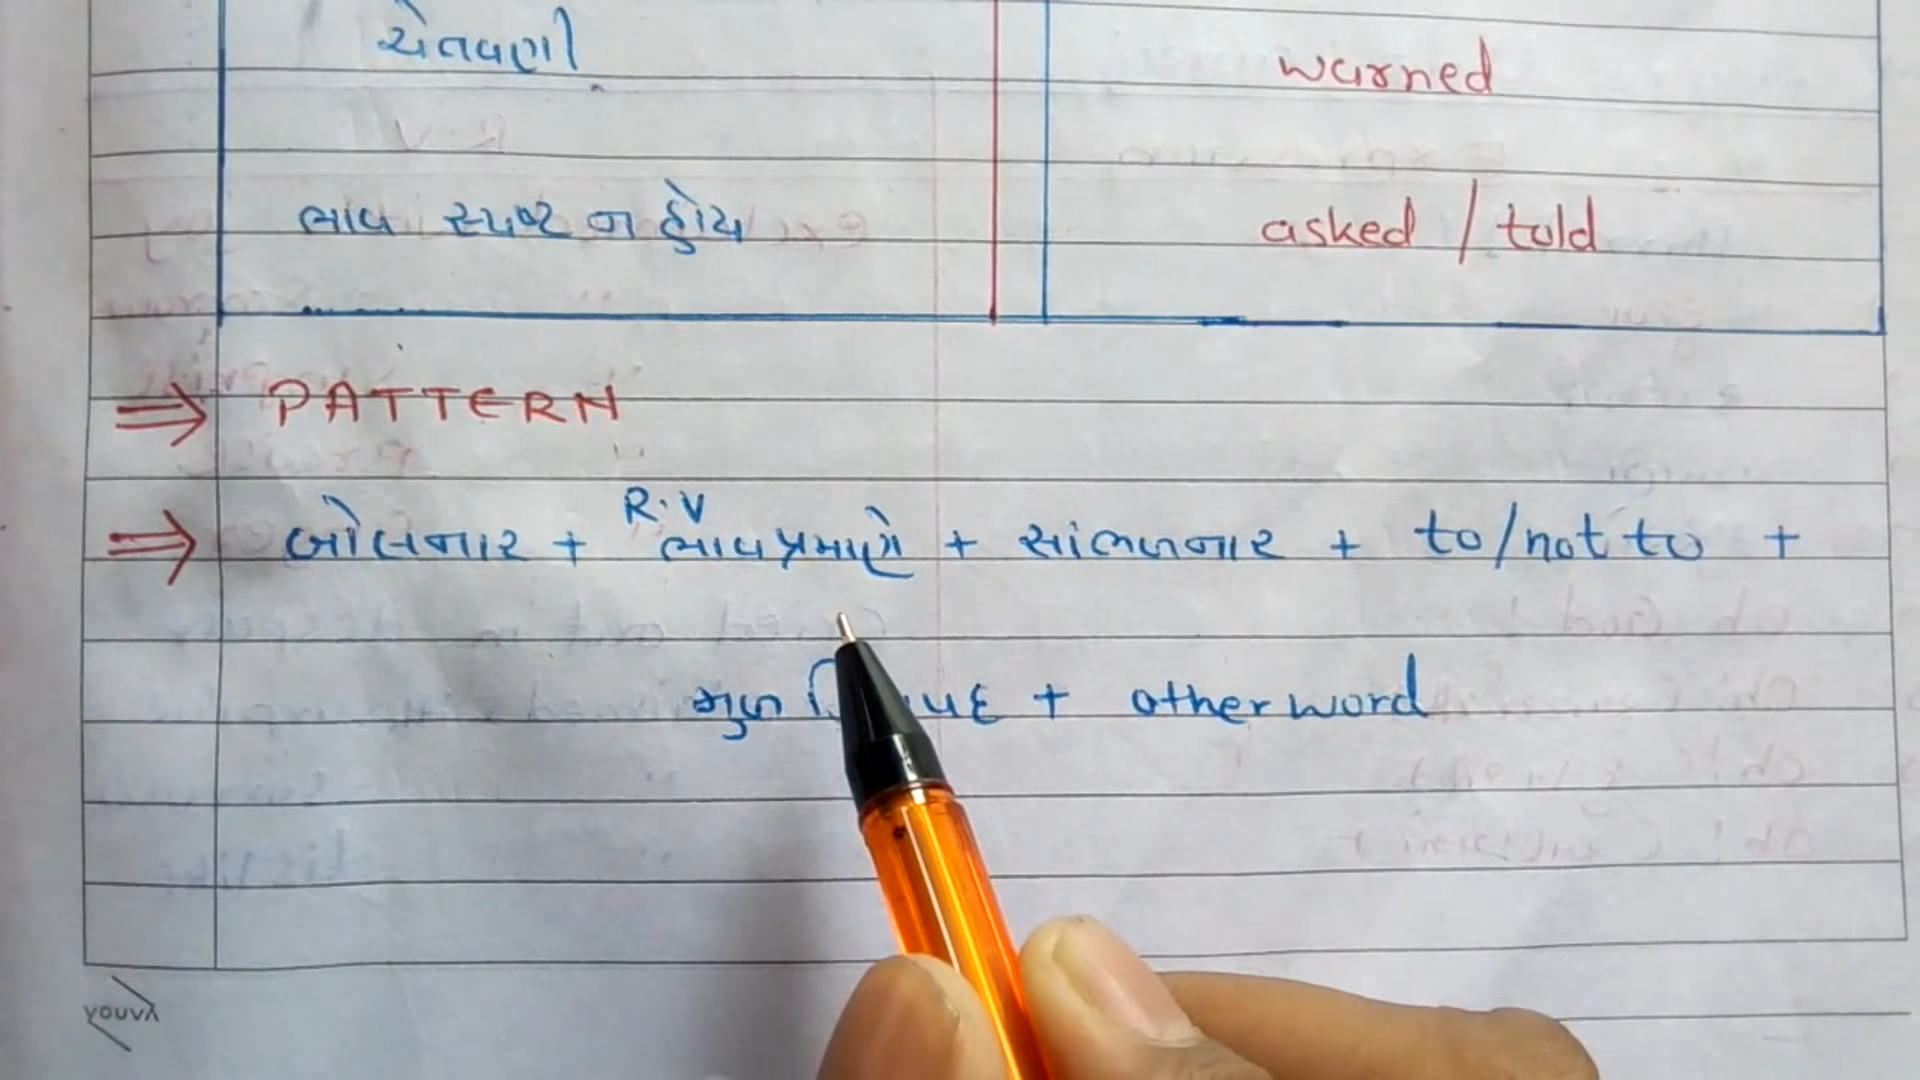 ચેતવણી warned
ભાવ સ્પષ્ટ ન હોય asked / told
⇒ PATTERN
R.V
⇒ બોલનાર + ભાવપ્રમાણે + સાંભળનાર + to/not to +
મુળ + other word
youva